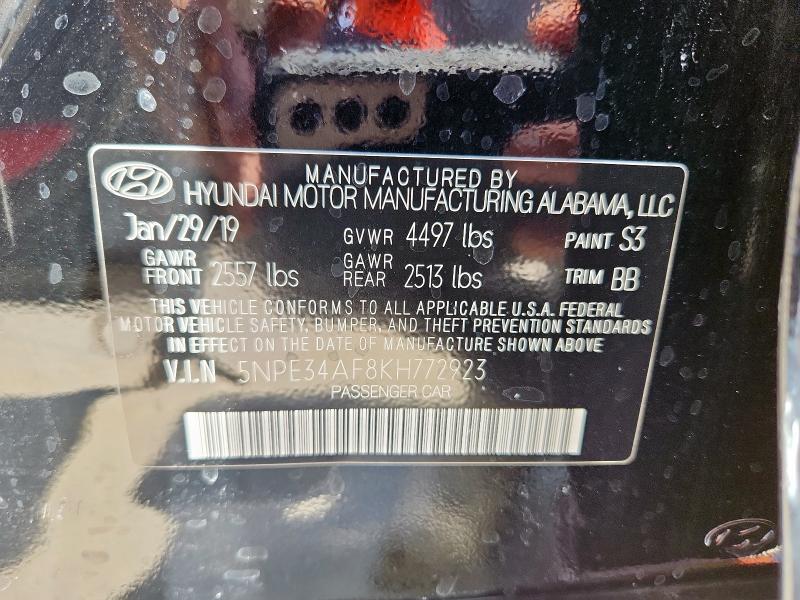 MANUFACTURED BY
HYUNDAI MOTOR MANUFACTURING ALABAMA, LLC
Jan/29/19 GVWR 4497 lbs PAINT S3
GAWR FRONT 2557 lbs GAWR REAR 2513 lbs TRIM BB
THIS VEHICLE CONFORMS TO ALL APPLICABLE U.S.A. FEDERAL
MOTOR VEHICLE SAFETY, BUMPER, AND THEFT PREVENTION STANDARDS
IN EFFECT ON THE DATE OF MANUFACTURE SHOWN ABOVE
V.I.N 5NPE34AF8KH772923
PASSENGER CAR